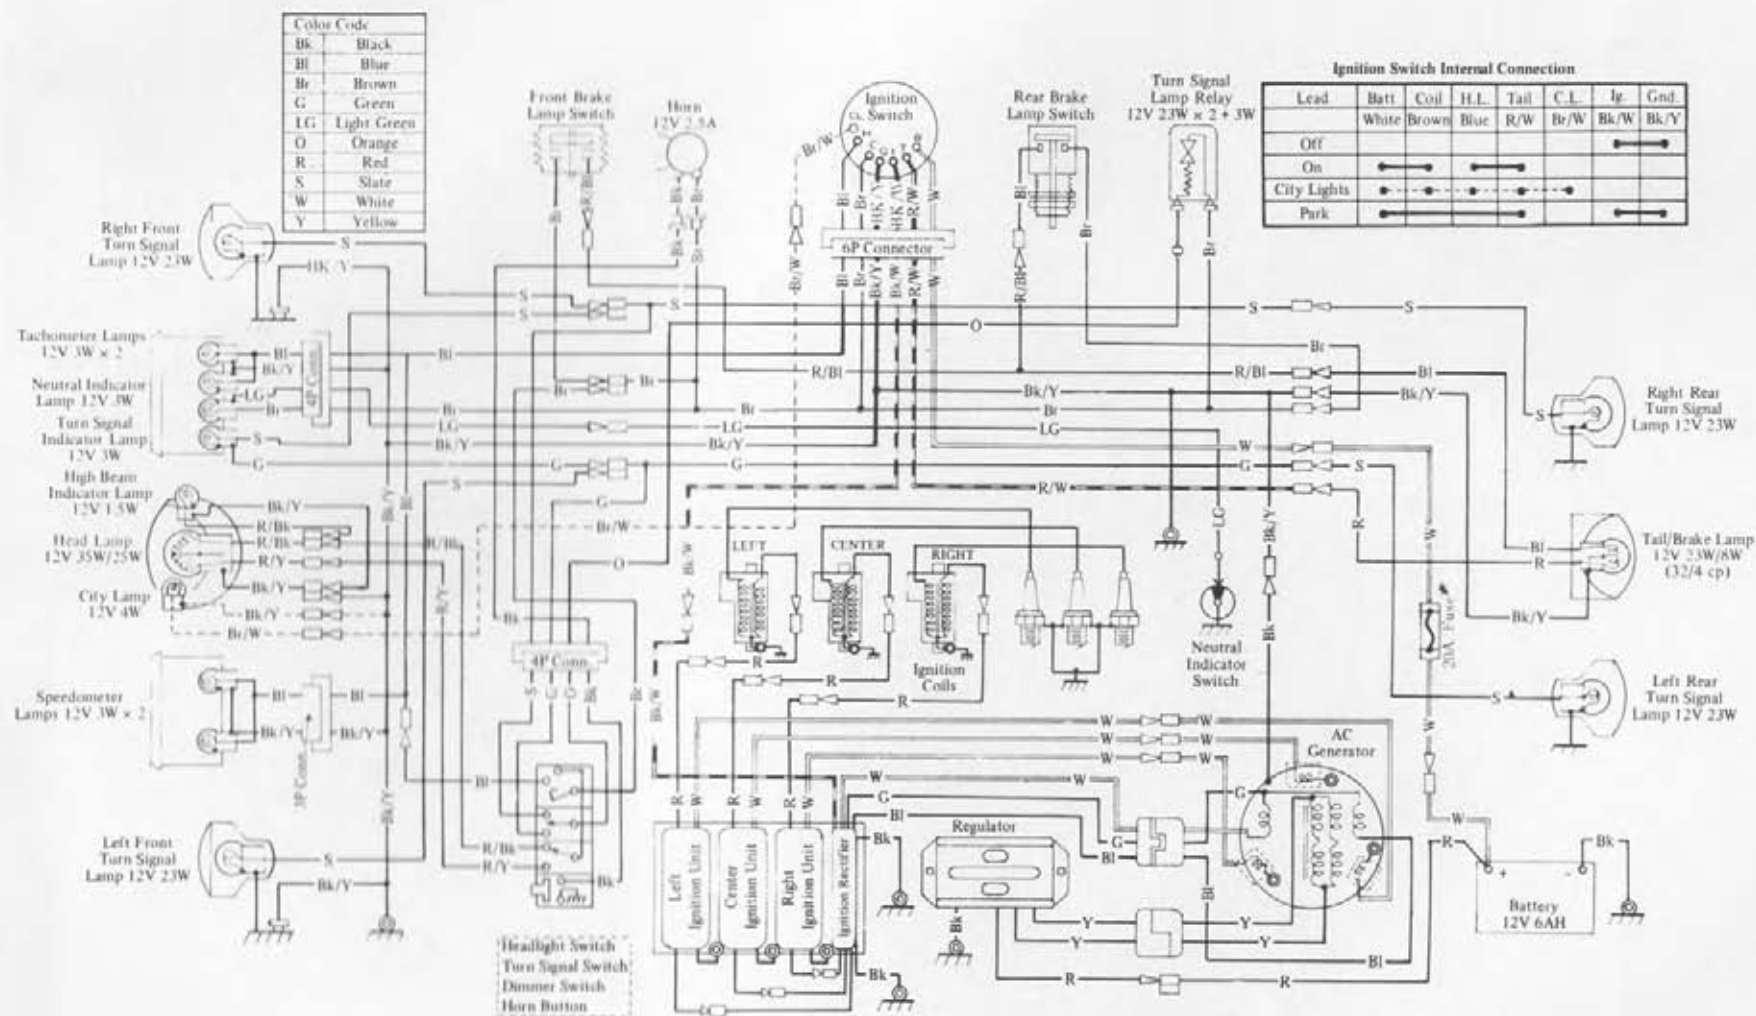 Color Code
Bk Black
Bl Blue
Br Brown
G Green
LG Light Green
O Orange
R Red
S Slate
W White
Y Yellow
Front Brake
Lamp Switch
Horn
12V 2.5A
Ignition
Switch
Rear Brake
Lamp Switch
Turn Signal
Lamp Relay
12V 23W × 2 + 3W
Ignition Switch Internal Connection
Lead Batt Coil H.L. Tail C.L. Ig. Gnd.
White Brown Blue R/W Br/W Bk/W Bk/Y
Off
On
City Lights
Park
Right Front
Turn Signal
Lamp 12V 23W
6P Connector
Tachometer Lamps
12V 3W × 2
Neutral Indicator
Lamp 12V 3W
Turn Signal
Indicator Lamp
12V 3W
4P Conn.
High Beam
Indicator Lamp
12V 1.5W
Head Lamp
12V 35W/25W
City Lamp
12V 4W
Speedometer
Lamps 12V 3W × 2
3P Conn.
Left Front
Turn Signal
Lamp 12V 23W
4P Conn.
Headlight Switch
Turn Signal Switch
Dimmer Switch
Horn Button
LEFT
CENTER
RIGHT
Ignition
Coils
Neutral
Indicator
Switch
Right Rear
Turn Signal
Lamp 12V 23W
Tail/Brake Lamp
12V 23W/8W
(32/4 cp)
20A Fuse
Left Rear
Turn Signal
Lamp 12V 23W
AC
Generator
Regulator
Left
Ignition Unit
Center
Ignition Unit
Right
Ignition Unit
Ignition Rectifier
Battery
12V 6AH